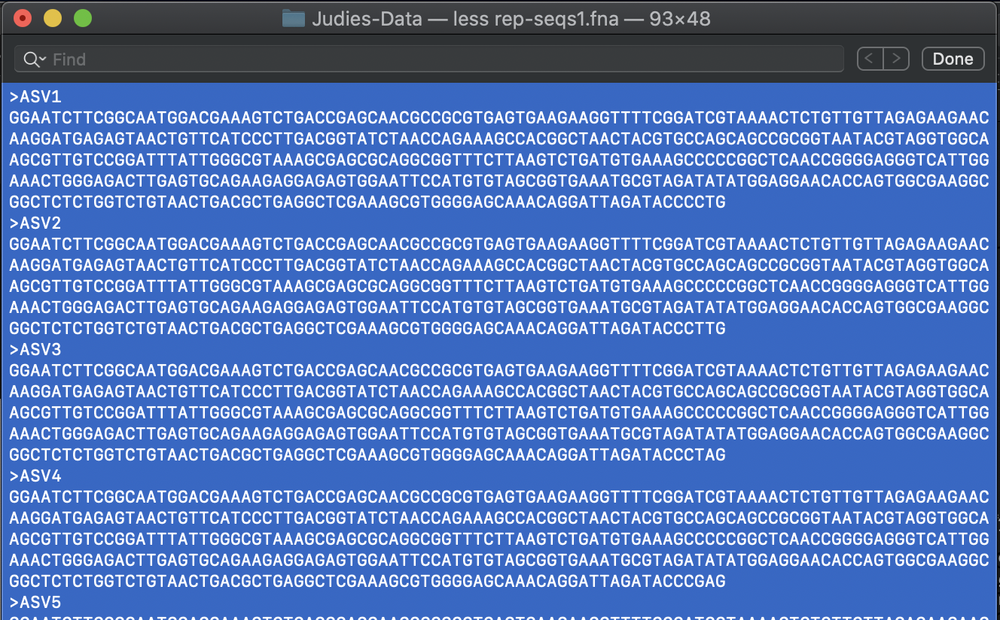 Judies-Data — less rep-seqs1.fna — 93×48
Find
< > Done
>ASV1
GGAATCTTCGGCAATGGACGAAAGTCTGACCGAGCAACGCCGCGTGAGTGAAGAAGGTTTTCGGATCGTAAAACTCTGTTGTTAGAGAAGAAC
AAGGATGAGAGTAACTGTTCATCCCTTGACGGTATCTAACCAGAAAGCCACGGCTAACTACGTGCCAGCAGCCGCGGTAATACGTAGGTGGCA
AGCGTTGTCCGGATTTATTGGGCGTAAAGCGAGCGCAGGCGGTTTCTTAAGTCTGATGTGAAAGCCCCCGGCTCAACCGGGGAGGGTCATTGG
AAACTGGGAGACTTGAGTGCAGAAGAGGAGAGTGGAATTCCATGTGTAGCGGTGAAATGCGTAGATATATGGAGGAACACCAGTGGCGAAGGC
GGCTCTCTGGTCTGTAACTGACGCTGAGGCTCGAAAGCGTGGGGAGCAAACAGGATTAGATACCCCTG
>ASV2
GGAATCTTCGGCAATGGACGAAAGTCTGACCGAGCAACGCCGCGTGAGTGAAGAAGGTTTTCGGATCGTAAAACTCTGTTGTTAGAGAAGAAC
AAGGATGAGAGTAACTGTTCATCCCTTGACGGTATCTAACCAGAAAGCCACGGCTAACTACGTGCCAGCAGCCGCGGTAATACGTAGGTGGCA
AGCGTTGTCCGGATTTATTGGGCGTAAAGCGAGCGCAGGCGGTTTCTTAAGTCTGATGTGAAAGCCCCCGGCTCAACCGGGGAGGGTCATTGG
AAACTGGGAGACTTGAGTGCAGAAGAGGAGAGTGGAATTCCATGTGTAGCGGTGAAATGCGTAGATATATGGAGGAACACCAGTGGCGAAGGC
GGCTCTCTGGTCTGTAACTGACGCTGAGGCTCGAAAGCGTGGGGAGCAAACAGGATTAGATACCCTTG
>ASV3
GGAATCTTCGGCAATGGACGAAAGTCTGACCGAGCAACGCCGCGTGAGTGAAGAAGGTTTTCGGATCGTAAAACTCTGTTGTTAGAGAAGAAC
AAGGATGAGAGTAACTGTTCATCCCTTGACGGTATCTAACCAGAAAGCCACGGCTAACTACGTGCCAGCAGCCGCGGTAATACGTAGGTGGCA
AGCGTTGTCCGGATTTATTGGGCGTAAAGCGAGCGCAGGCGGTTTCTTAAGTCTGATGTGAAAGCCCCCGGCTCAACCGGGGAGGGTCATTGG
AAACTGGGAGACTTGAGTGCAGAAGAGGAGAGTGGAATTCCATGTGTAGCGGTGAAATGCGTAGATATATGGAGGAACACCAGTGGCGAAGGC
GGCTCTCTGGTCTGTAACTGACGCTGAGGCTCGAAAGCGTGGGGAGCAAACAGGATTAGATACCCTAG
>ASV4
GGAATCTTCGGCAATGGACGAAAGTCTGACCGAGCAACGCCGCGTGAGTGAAGAAGGTTTTCGGATCGTAAAACTCTGTTGTTAGAGAAGAAC
AAGGATGAGAGTAACTGTTCATCCCTTGACGGTATCTAACCAGAAAGCCACGGCTAACTACGTGCCAGCAGCCGCGGTAATACGTAGGTGGCA
AGCGTTGTCCGGATTTATTGGGCGTAAAGCGAGCGCAGGCGGTTTCTTAAGTCTGATGTGAAAGCCCCCGGCTCAACCGGGGAGGGTCATTGG
AAACTGGGAGACTTGAGTGCAGAAGAGGAGAGTGGAATTCCATGTGTAGCGGTGAAATGCGTAGATATATGGAGGAACACCAGTGGCGAAGGC
GGCTCTCTGGTCTGTAACTGACGCTGAGGCTCGAAAGCGTGGGGAGCAAACAGGATTAGATACCCGAG
>ASV5